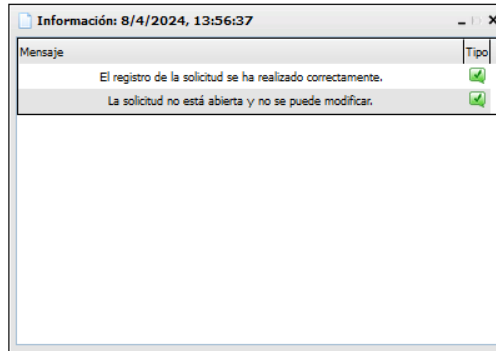 Información: 8/4/2024, 13:56:37
Mensaje Tipo
El registro de la solicitud se ha realizado correctamente.
La solicitud no está abierta y no se puede modificar.